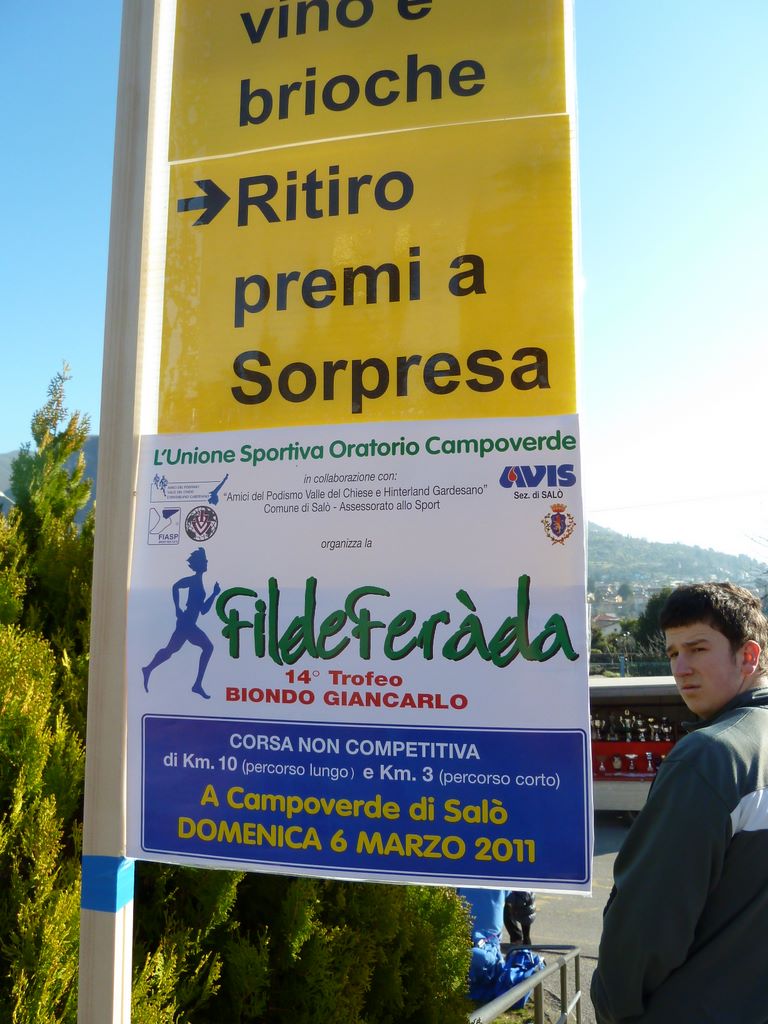 vino e
brioche
→Ritiro
premi a
Sorpresa
L'Unione Sportiva Oratorio Campoverde
in collaborazione con:
"Amici del Podismo Valle del Chiese e Hinterland Gardesano"
Comune di Salò - Assessorato allo Sport
AVIS
Sez. di SALÒ
FIASP
organizza la
FildeFeràda
14° Trofeo
BIONDO GIANCARLO
CORSA NON COMPETITIVA
di Km. 10 (percorso lungo) e Km. 3 (percorso corto)
A Campoverde di Salò
DOMENICA 6 MARZO 2011